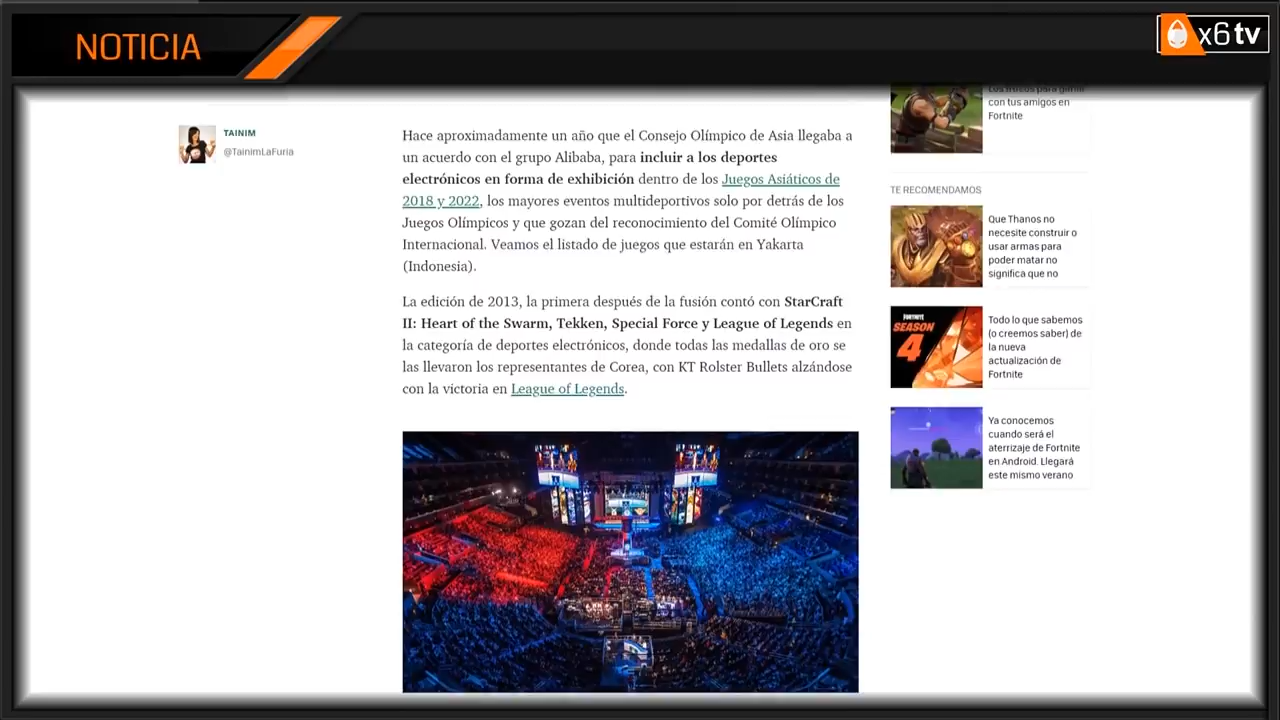 NOTICIA
x6tv
TAINIM
@TainimLaFuria
Hace aproximadamente un año que el Consejo Olímpico de Asia llegaba a
un acuerdo con el grupo Alibaba, para incluir a los deportes
electrónicos en forma de exhibición dentro de los Juegos Asiáticos de
2018 y 2022, los mayores eventos multideportivos solo por detrás de los
Juegos Olímpicos y que gozan del reconocimiento del Comité Olímpico
Internacional. Veamos el listado de juegos que estarán en Yakarta
(Indonesia).
La edición de 2013, la primera después de la fusión contó con StarCraft
II: Heart of the Swarm, Tekken, Special Force y League of Legends en
la categoría de deportes electrónicos, donde todas las medallas de oro se
las llevaron los representantes de Corea, con KT Rolster Bullets alzándose
con la victoria en League of Legends.
Los trucos para ganar
con tus amigos en
Fortnite
TE RECOMENDAMOS
Que Thanos no
necesite construir o
usar armas para
poder matar no
significa que no
FORTNITE
SEASON
4
Todo lo que sabemos
(o creemos saber) de
la nueva
actualización de
Fortnite
Ya conocemos
cuando será el
aterrizaje de Fortnite
en Android. Llegará
este mismo verano